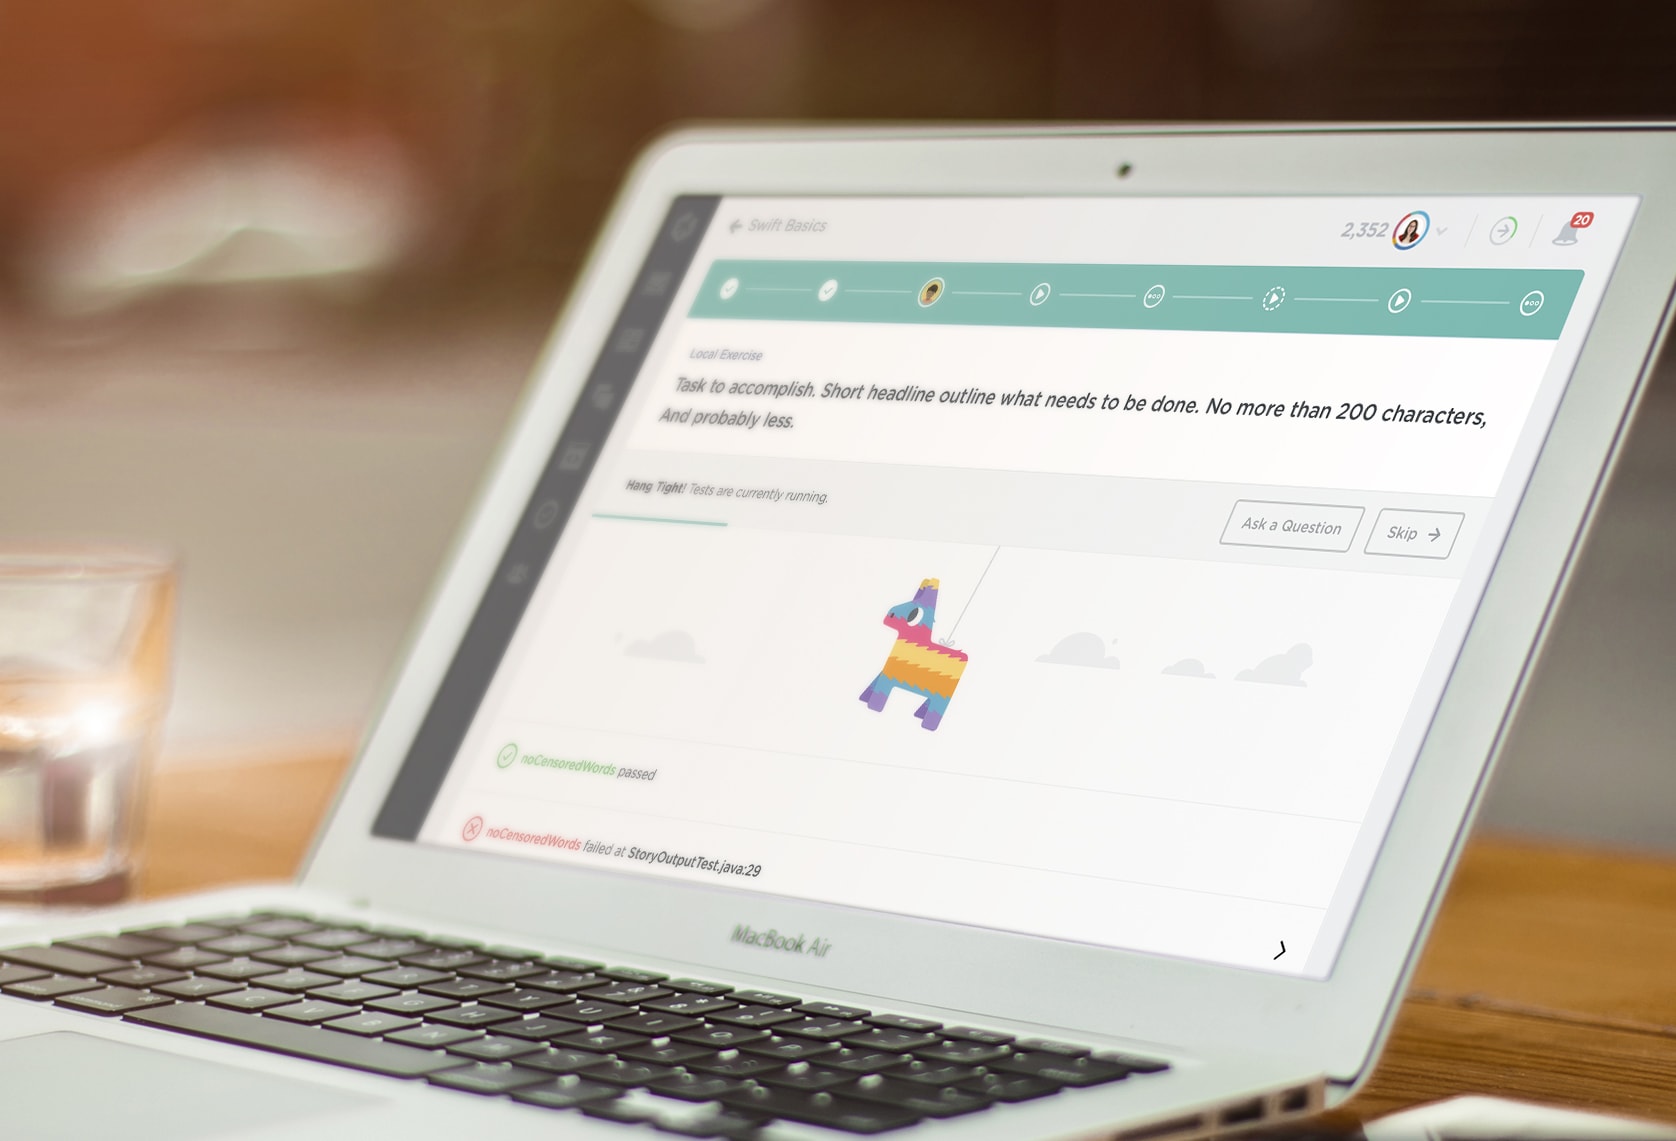 Swift Basics
2,352
20
Local Exercise
Task to accomplish. Short headline outline what needs to be done. No more than 200 characters,
And probably less.
Hang Tight! Tests are currently running.
Ask a Question
Skip
noCensoredWords passed
noCensoredWords failed at StoryOutputTest.java:29
MacBook Air